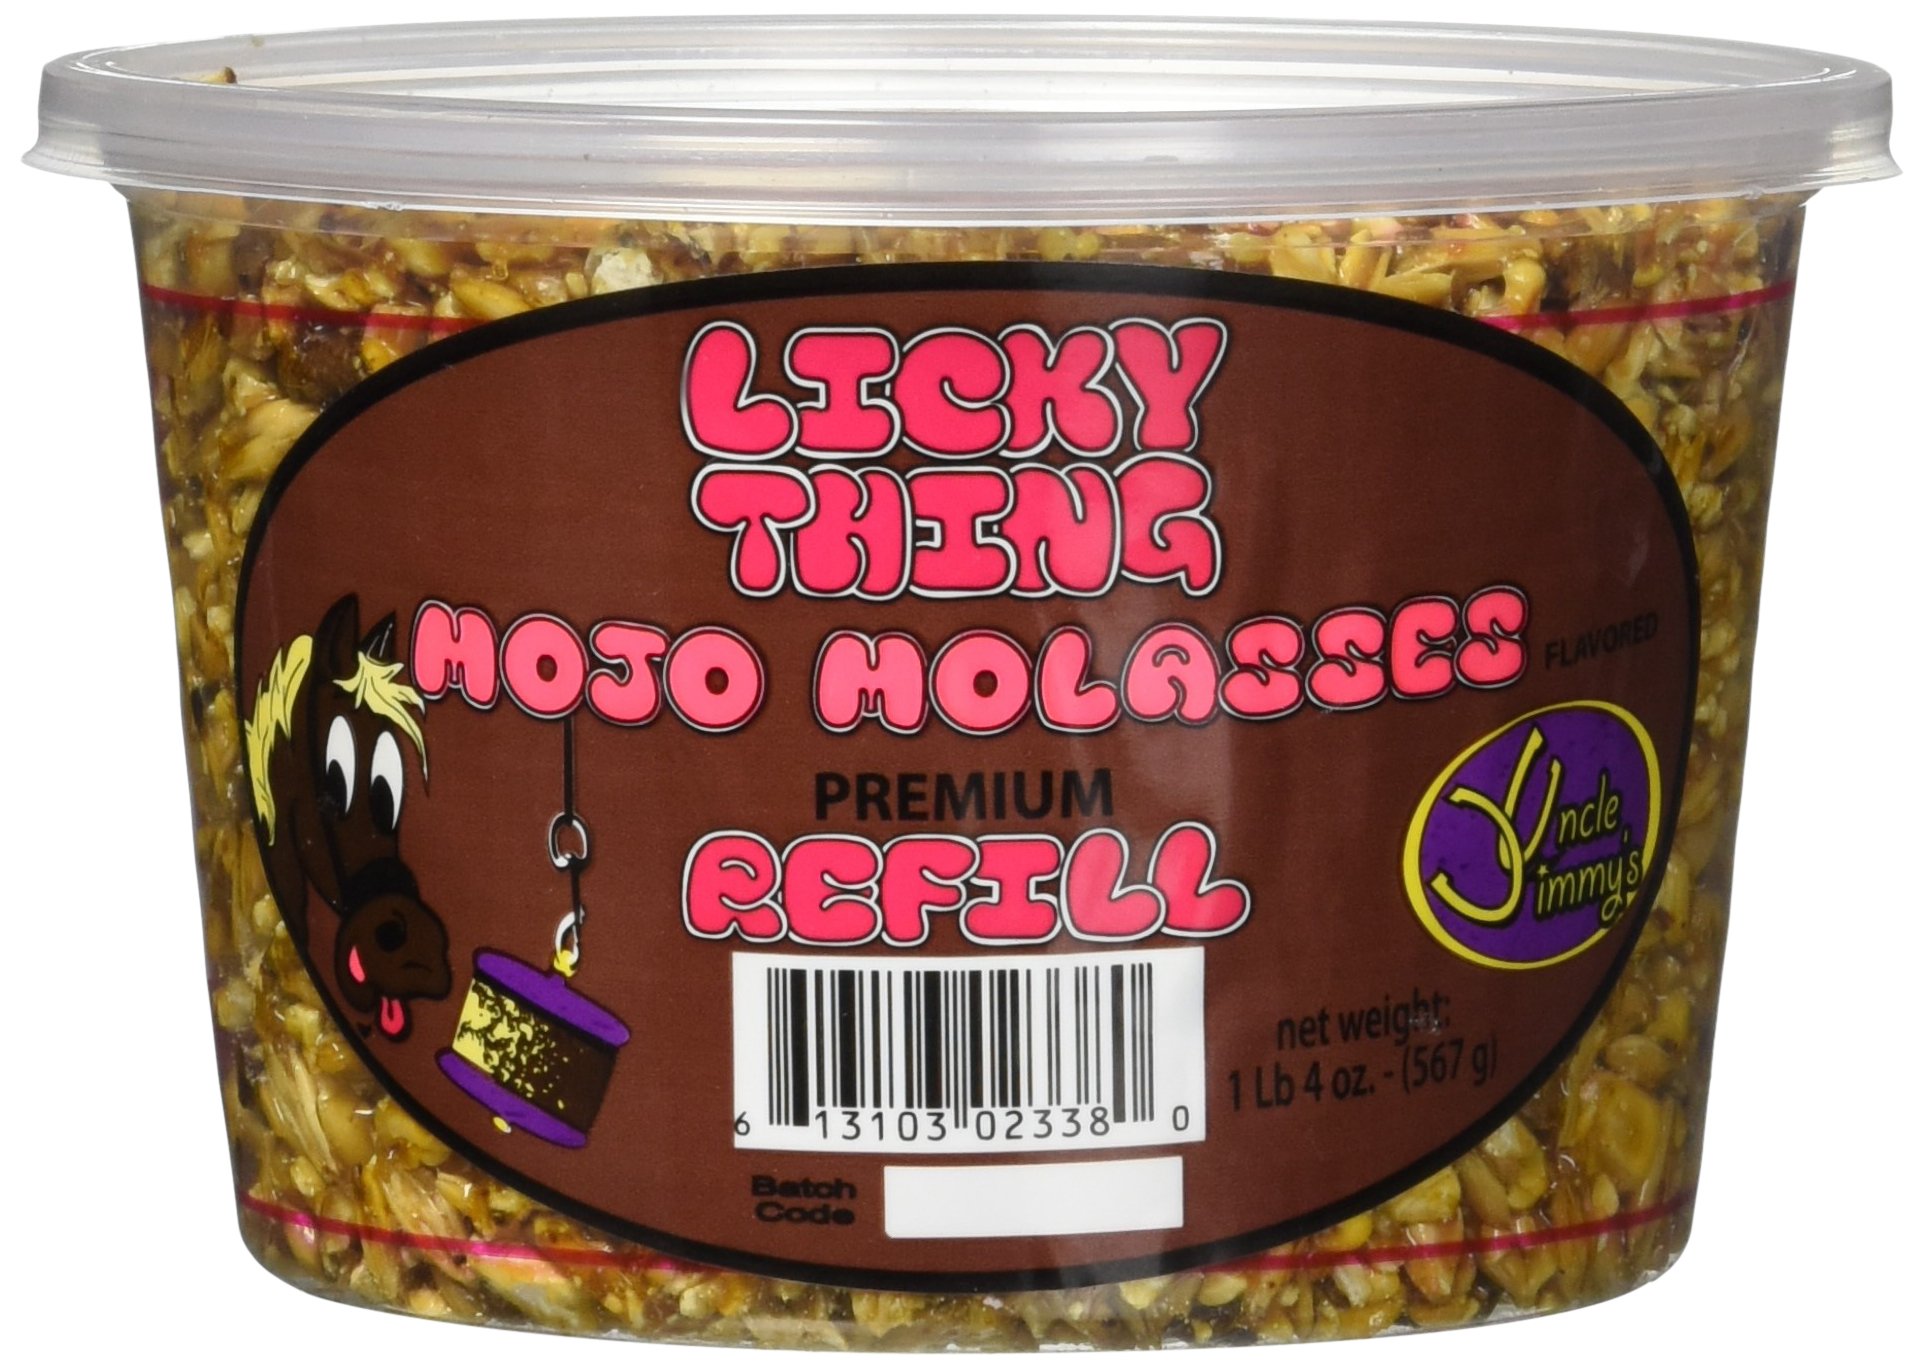 LICKY
THING
MOJO MOLASSES FLAVORED
PREMIUM
REFILL
Uncle
Jimmy's
net weight:
1 Lb 4 oz. - (567 g)
6 13103 02338 0
Batch
Code